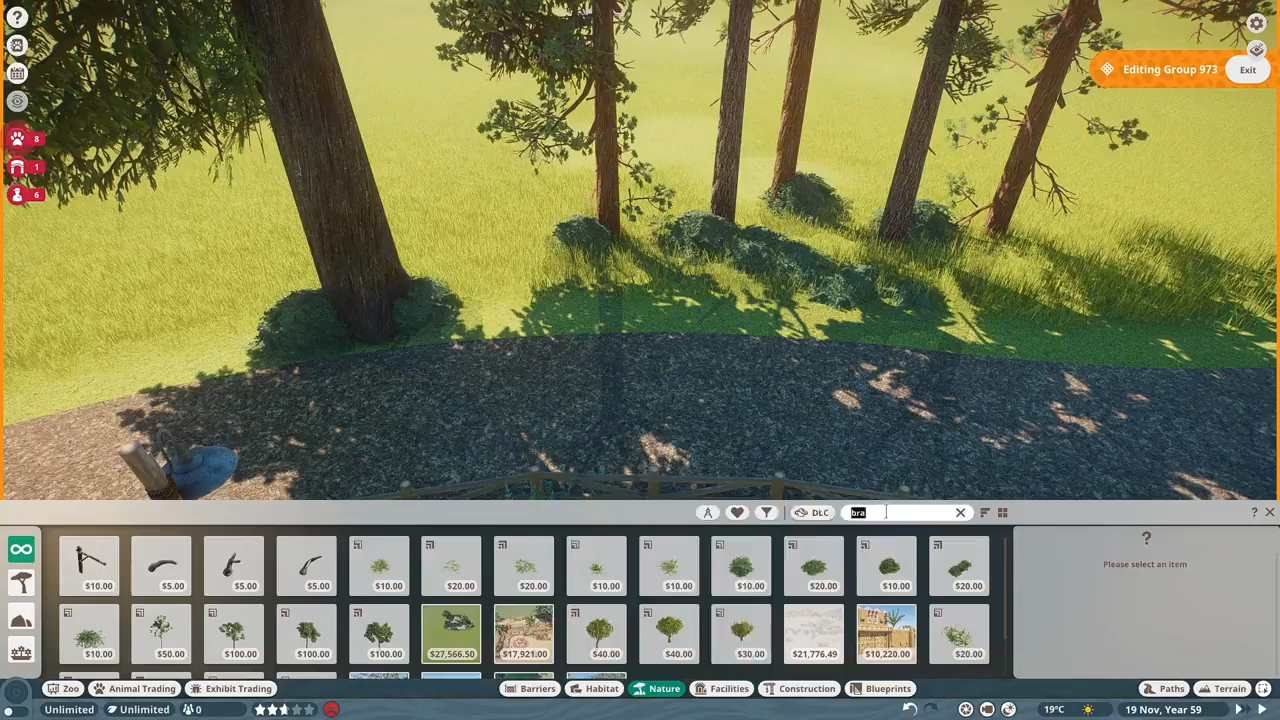 ?
Editing Group 973
Exit
8
1
6
DLC
bra
?
$10.00
$5.00
$5.00
$5.00
$10.00
$20.00
$20.00
$10.00
$10.00
$10.00
$20.00
$10.00
$20.00
?
Please select an item
$10.00
$50.00
$100.00
$100.00
$100.00
$27,566.50
$17,921.00
$40.00
$40.00
$30.00
$21,776.49
$10,220.00
$20.00
Zoo
Animal Trading
Exhibit Trading
Barriers
Habitat
Nature
Facilities
Construction
Blueprints
Paths
Terrain
Unlimited
Unlimited
0
19°C
19 Nov, Year 59